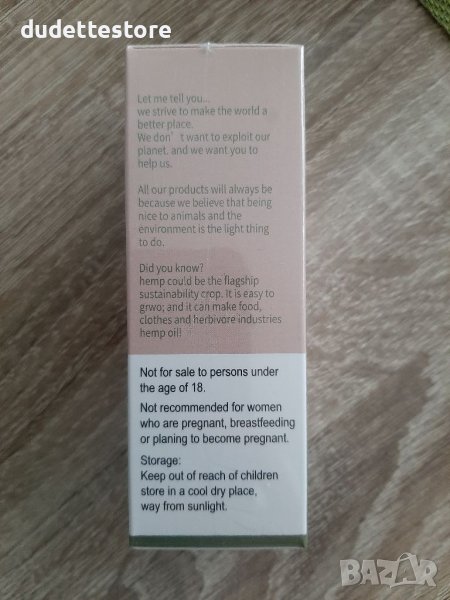 dudettestore
Let me tell you...
we strive to make the world a
better place.
We don't want to exploit our
planet. and we want you to
help us.
All our products will always be
because we believe that being
nice to animals and the
environment is the light thing
to do.
Did you know?
hemp could be the flagship
sustainability crop. It is easy to
grwo; and it can make food,
clothes and herbivore industries
hemp oil!
Not for sale to persons under
the age of 18.
Not recommended for women
who are pregnant, breastfeeding
or planing to become pregnant.
Storage:
Keep out of reach of children
store in a cool dry place,
way from sunlight.
BAZAR